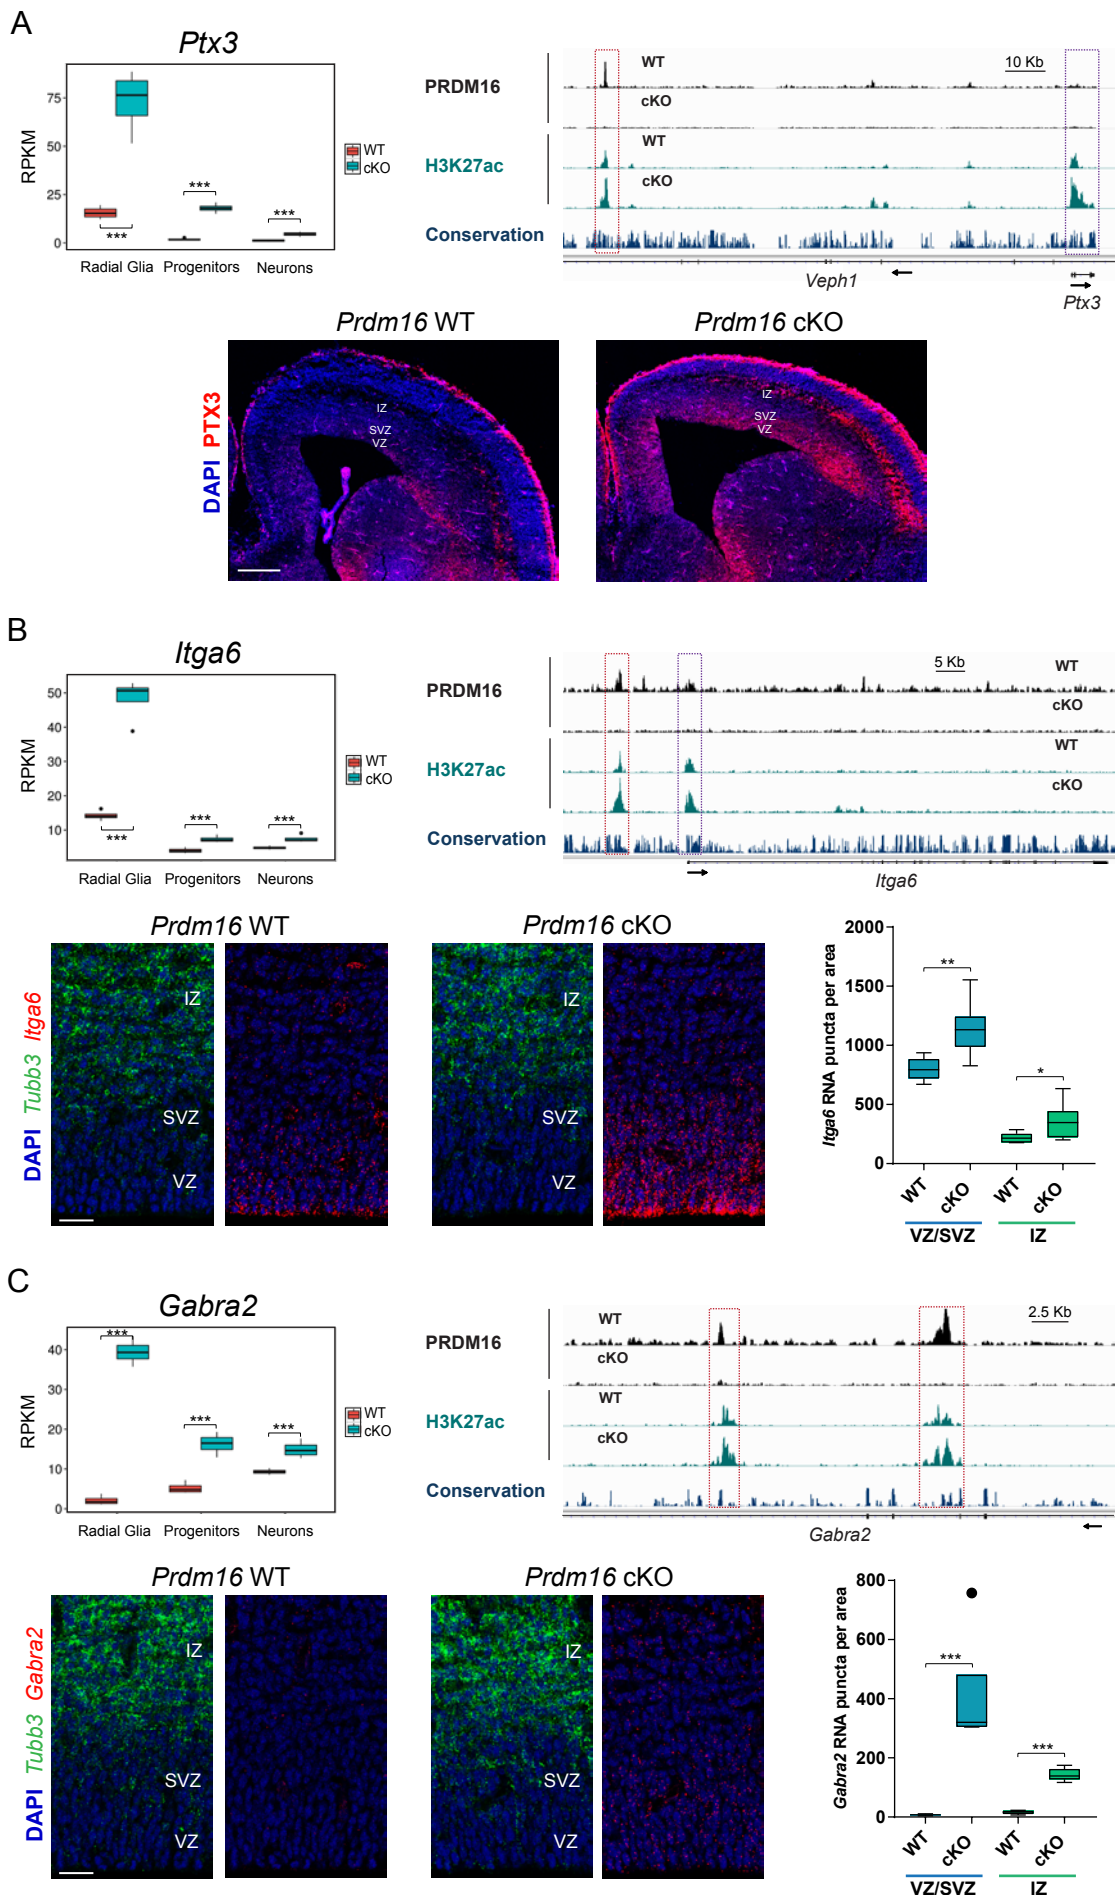 A
Ptx3
RPKM
75
50
25
0
***
***
***
Radial Glia
Progenitors
Neurons
WT
cKO
PRDM16
WT
cKO
10 Kb
H3K27ac
WT
cKO
Conservation
Veph1
Ptx3
Prdm16 WT
Prdm16 cKO
DAPI PTX3
IZ
SVZ
VZ
IZ
SVZ
VZ
B
Itga6
RPKM
50
40
30
20
10
***
***
***
Radial Glia
Progenitors
Neurons
WT
cKO
PRDM16
5 Kb
WT
cKO
H3K27ac
WT
cKO
Conservation
Itga6
Prdm16 WT
Prdm16 cKO
DAPI Tubb3 Itga6
IZ
SVZ
VZ
IZ
SVZ
VZ
Itga6 RNA puncta per area
2000
1500
1000
500
0
**
*
WT
cKO
WT
cKO
VZ/SVZ
IZ
C
Gabra2
RPKM
40
30
20
10
0
***
***
***
Radial Glia
Progenitors
Neurons
WT
cKO
PRDM16
WT
cKO
2.5 Kb
H3K27ac
WT
cKO
Conservation
Gabra2
Prdm16 WT
Prdm16 cKO
DAPI Tubb3 Gabra2
IZ
SVZ
VZ
IZ
SVZ
VZ
Gabra2 RNA puncta per area
800
600
400
200
0
***
***
WT
cKO
WT
cKO
VZ/SVZ
IZ